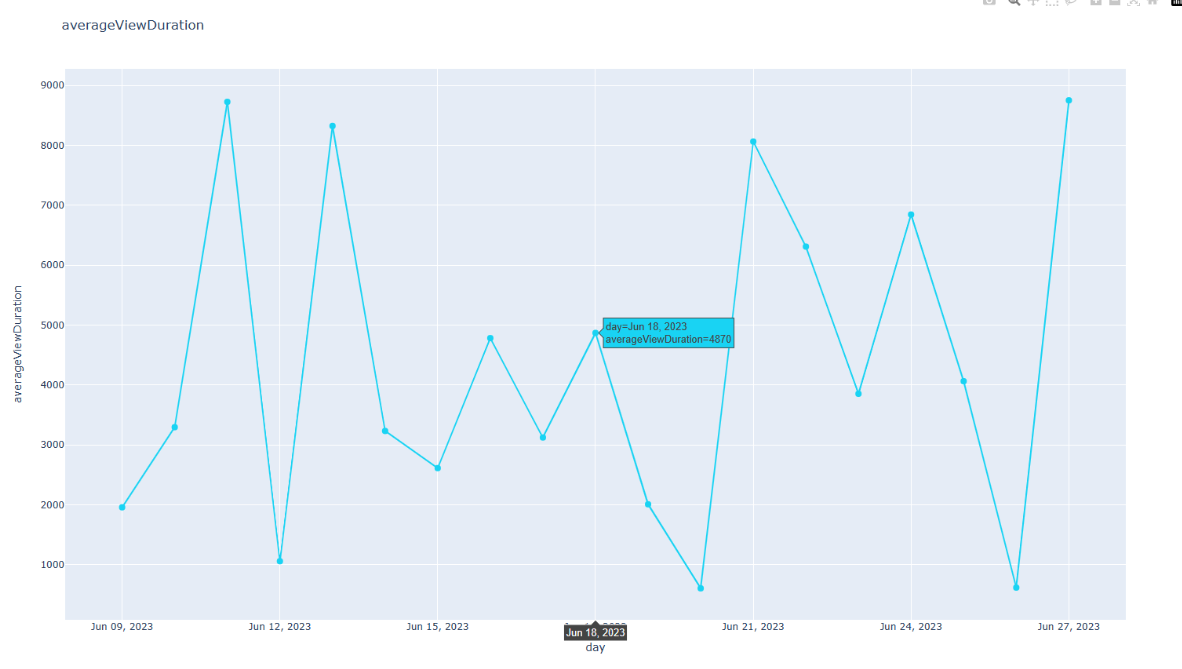 averageViewDuration
9000
8000
7000
6000
5000
4000
3000
2000
1000
averageViewDuration
day=Jun 18, 2023
averageViewDuration=4870
Jun 09, 2023
Jun 12, 2023
Jun 15, 2023
Jun 18, 2023
Jun 21, 2023
Jun 24, 2023
Jun 27, 2023
day